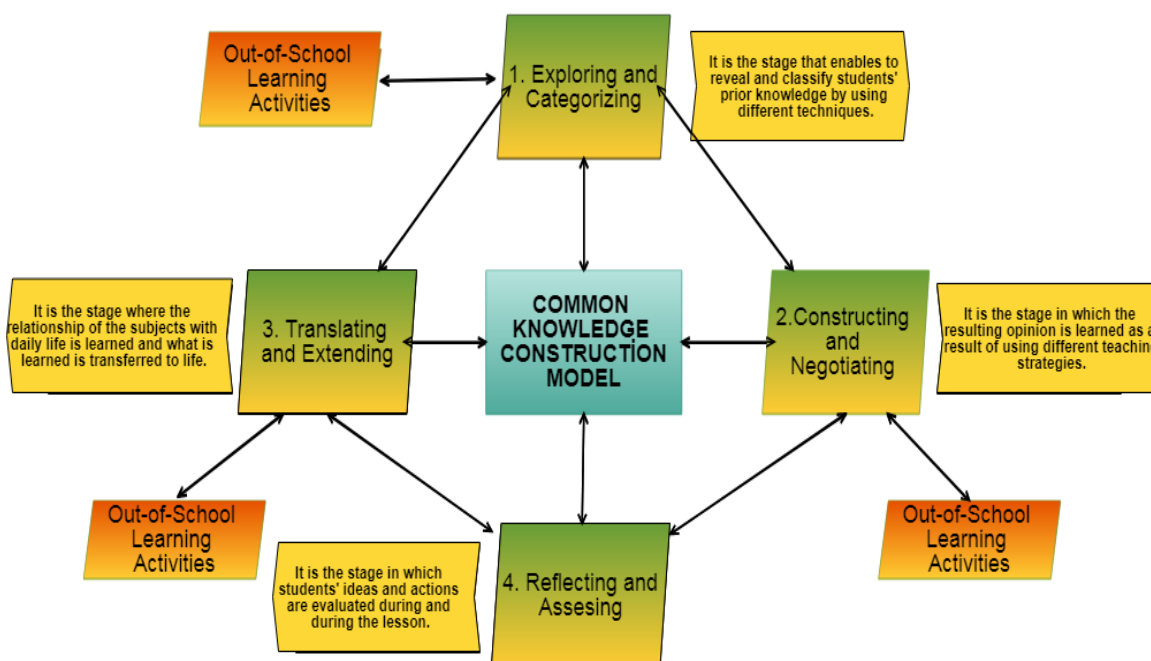 Out-of-School
Learning
Activities
1. Exploring and
Categorizing
It is the stage that enables to
reveal and classify students'
prior knowledge by using
different techniques.
It is the stage where the
relationship of the subjects with
daily life is learned and what is
learned is transferred to life.
3. Translating
and Extending
COMMON
KNOWLEDGE
CONSTRUCTION
MODEL
2.Constructing
and
Negotiating
It is the stage in which the
resulting opinion is learned as a
result of using different teaching
strategies.
Out-of-School
Learning
Activities
It is the stage in which
students' ideas and actions
are evaluated during and
during the lesson.
4. Reflecting and
Assesing
Out-of-School
Learning
Activities